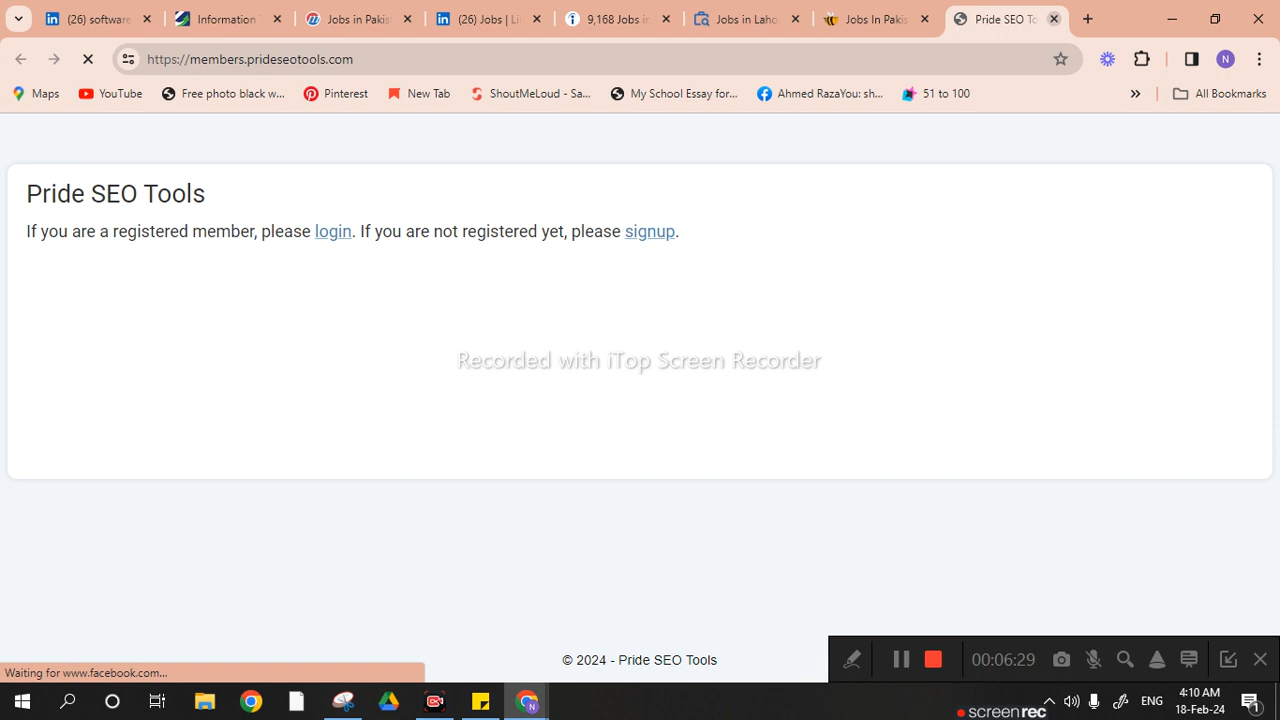 (26) software
Information
Jobs in Pakis
(26) Jobs | Li
9,168 Jobs in
Jobs in Laho
Jobs In Pakis
Pride SEO To
https://members.prideseotools.com
N
Maps
YouTube
Free photo black w...
Pinterest
New Tab
ShoutMeLoud - Sa...
My School Essay for...
Ahmed RazaYou: sh...
51 to 100
»
All Bookmarks
Pride SEO Tools
If you are a registered member, please login. If you are not registered yet, please signup.
Recorded with iTop Screen Recorder
© 2024 - Pride SEO Tools
00:06:29
Waiting for www.facebook.com...
ENG
4:10 AM
18-Feb-24
1
screenrec